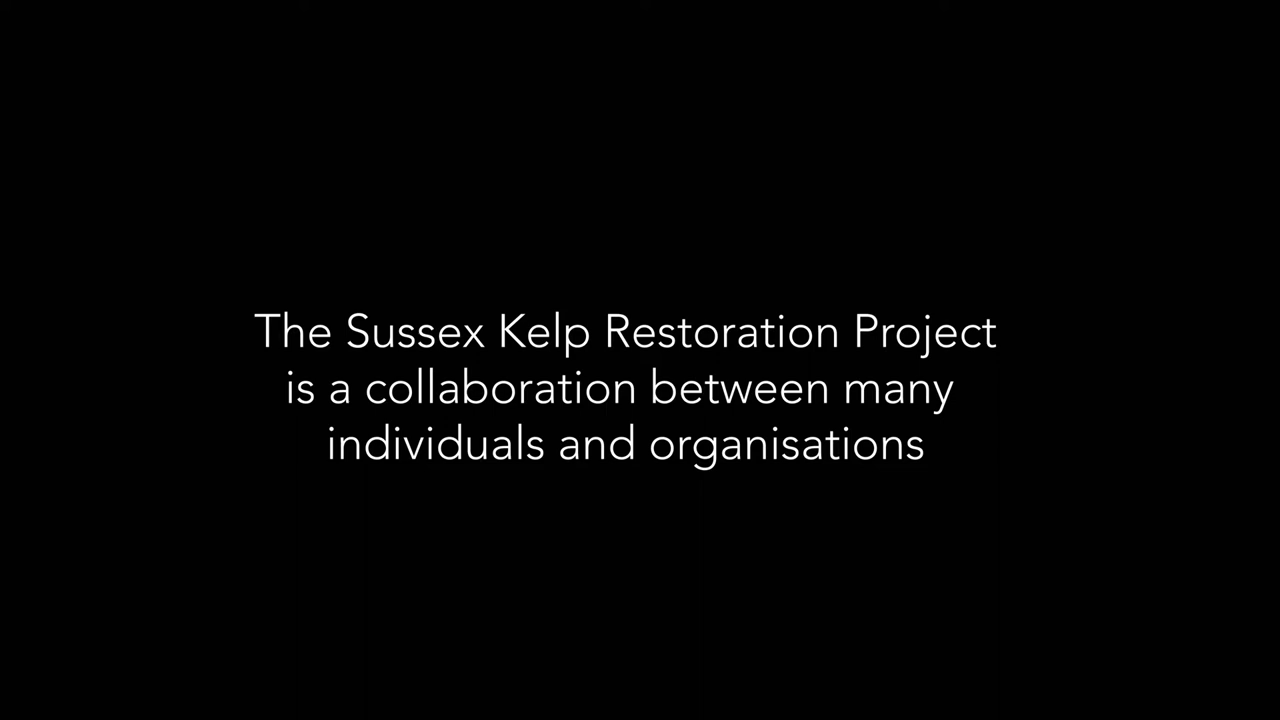 The Sussex Kelp Restoration Project
is a collaboration between many
individuals and organisations